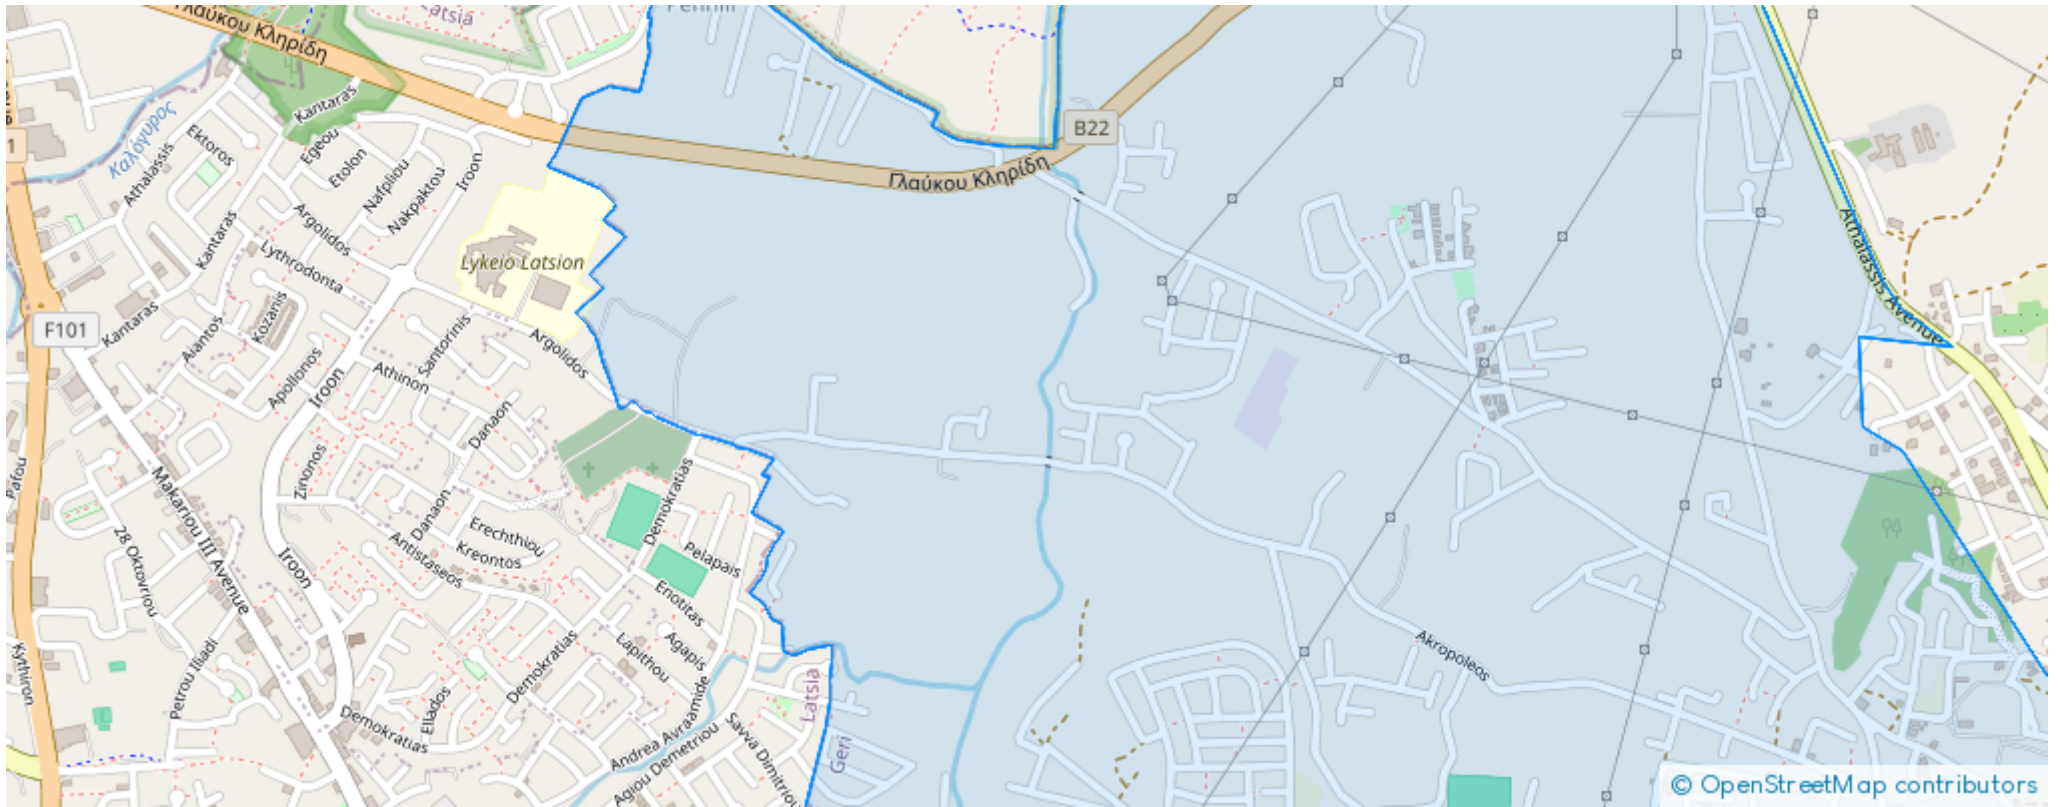 Latsia
Γλαύκου Κληρίδη
Καλόγυρος
Kantaras
Ektoros
Egeou
Athalassis
Etolon
Nafpliou
Nakpaktou
Iroon
B22
Γλαύκου Κληρίδη
1
Kantaras
Argolidos
Lythrodonta
Lykeio Latsion
Athalassis Avenue
F101
Kantaras
Aiantos
Kozanis
Santorinis
Argolidos
Apollonos
Iroon
Athinon
Danaon
Pafou
Makariou III Avenue
Zinonos
Danaon
Erechthiou
Kreontos
Antistaseos
Demokratias
Pelapais
Enotitas
28 Oktovriou
Iroon
Kythiron
Petrou Iliadi
Demokratias
Lapithou
Agapis
Akropoleos
Ellados
Demokratias
Andrea Avraamide
Agiou Demetriou
Savva Dimitriou
Latsia
Geri
© OpenStreetMap contributors